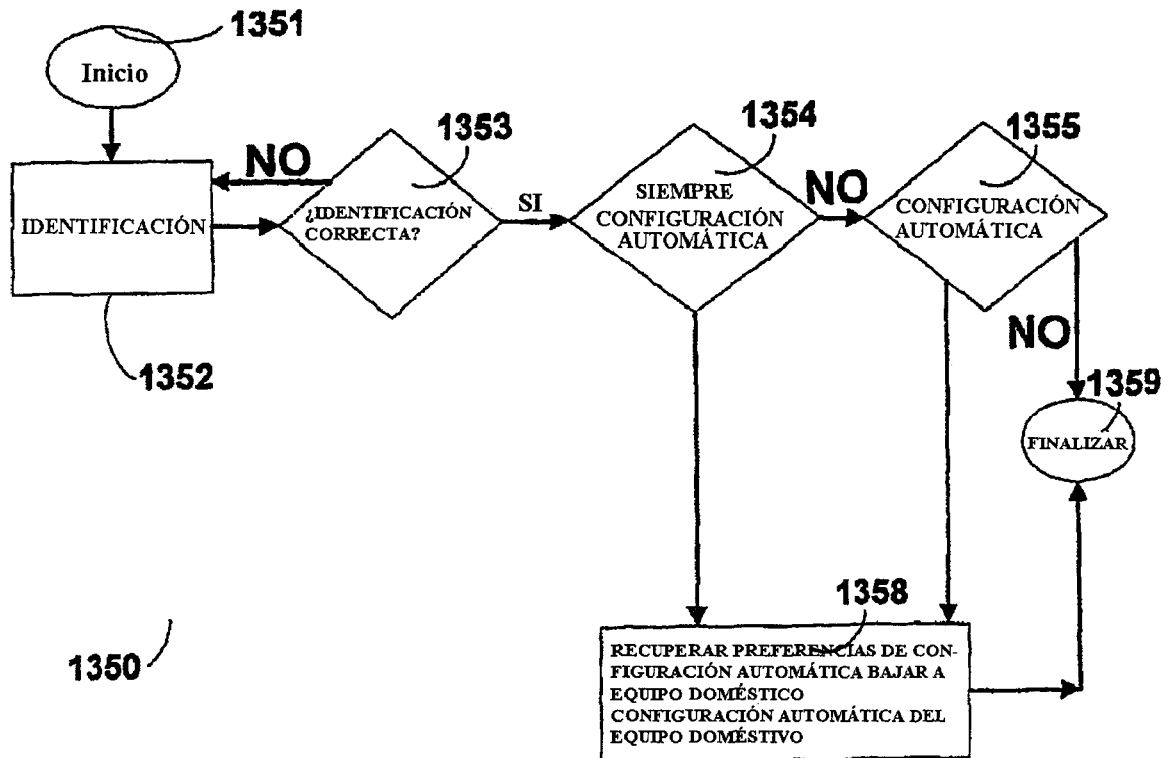 1351
Inicio
1353
1354
1355
NO
IDENTIFICACIÓN
¿IDENTIFICACIÓN
CORRECTA?
SI
SIEMPRE
CONFIGURACIÓN
AUTOMÁTICA
NO
CONFIGURACIÓN
AUTOMÁTICA
NO
1352
1359
FINALIZAR
1358
RECUPERAR PREFERENCÍAS DE CON-
FIGURACIÓN AUTOMÁTICA BAJAR A
EQUIPO DOMÉSTICO
CONFIGURACIÓN AUTOMÁTICA DEL
EQUIPO DOMÉSTIVO
1350